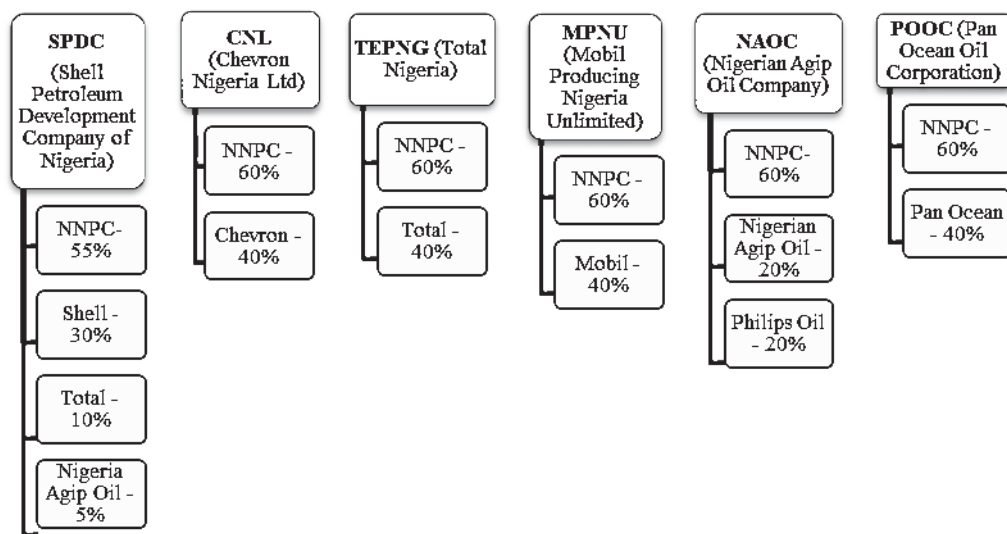 SPDC
(Shell
Petroleum
Development
Company of
Nigeria)
NNPC-
55%
Shell -
30%
Total -
10%
Nigeria
Agip Oil -
5%
CNL
(Chevron
Nigeria Ltd)
NNPC -
60%
Chevron -
40%
TEPNG (Total
Nigeria)
NNPC -
60%
Total -
40%
MPNU
(Mobil
Producing
Nigeria
Unlimited)
NNPC -
60%
Mobil -
40%
NAOC
(Nigerian Agip
Oil Company)
NNPC-
60%
Nigerian
Agip Oil -
20%
Philips Oil
- 20%
POOC (Pan
Ocean Oil
Corporation)
NNPC -
60%
Pan Ocean
- 40%